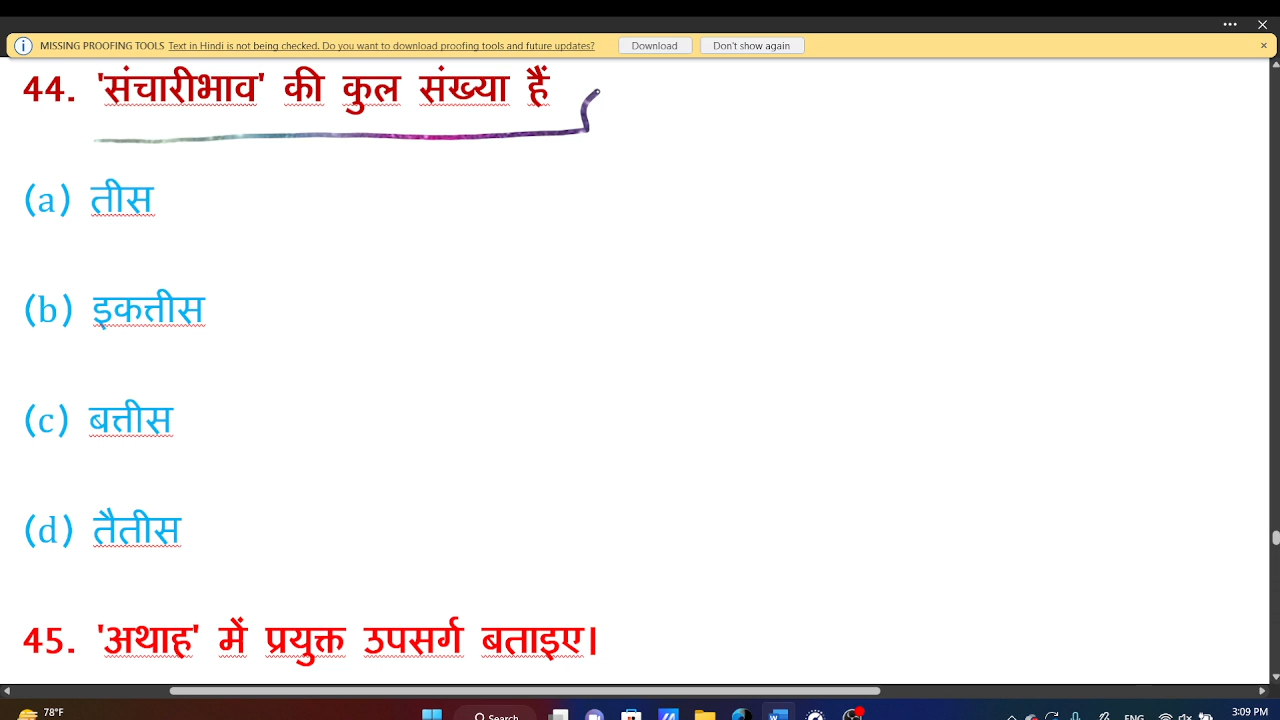 MISSING PROOFING TOOLS Text in Hindi is not being checked. Do you want to download proofing tools and future updates? Download Don't show again
44. 'संचारीभाव' की कुल संख्या हैं
(a) तीस
(b) इकत्तीस
(c) बत्तीस
(d) तैतीस
45. 'अथाह' में प्रयुक्त उपसर्ग बताइए।
78°F Search ENG 3:09 PM